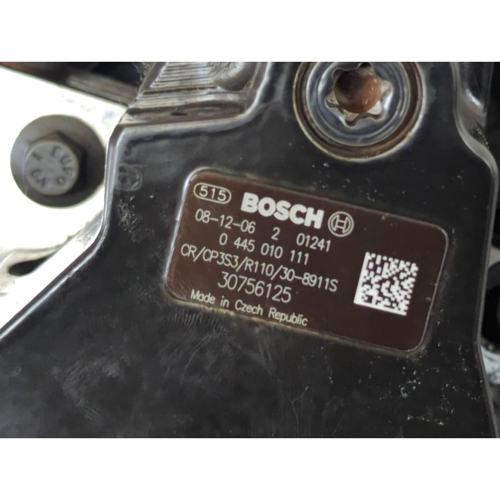 515 BOSCH
08-12-06 2 01241
0 445 010 111
CR/CP3S3/R110/30-8911S
30756125
Made in Czech Republic